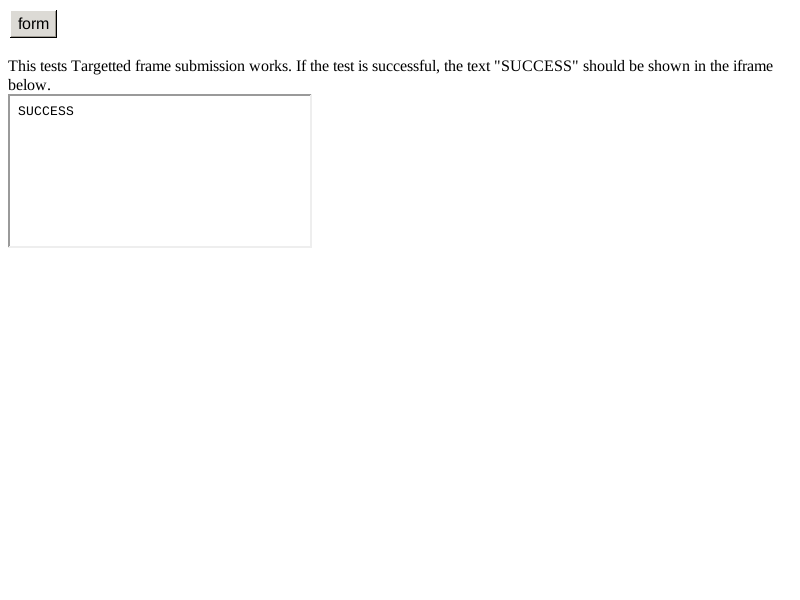 form
This tests Targetted frame submission works. If the test is successful, the text "SUCCESS" should be shown in the iframe
below.
SUCCESS